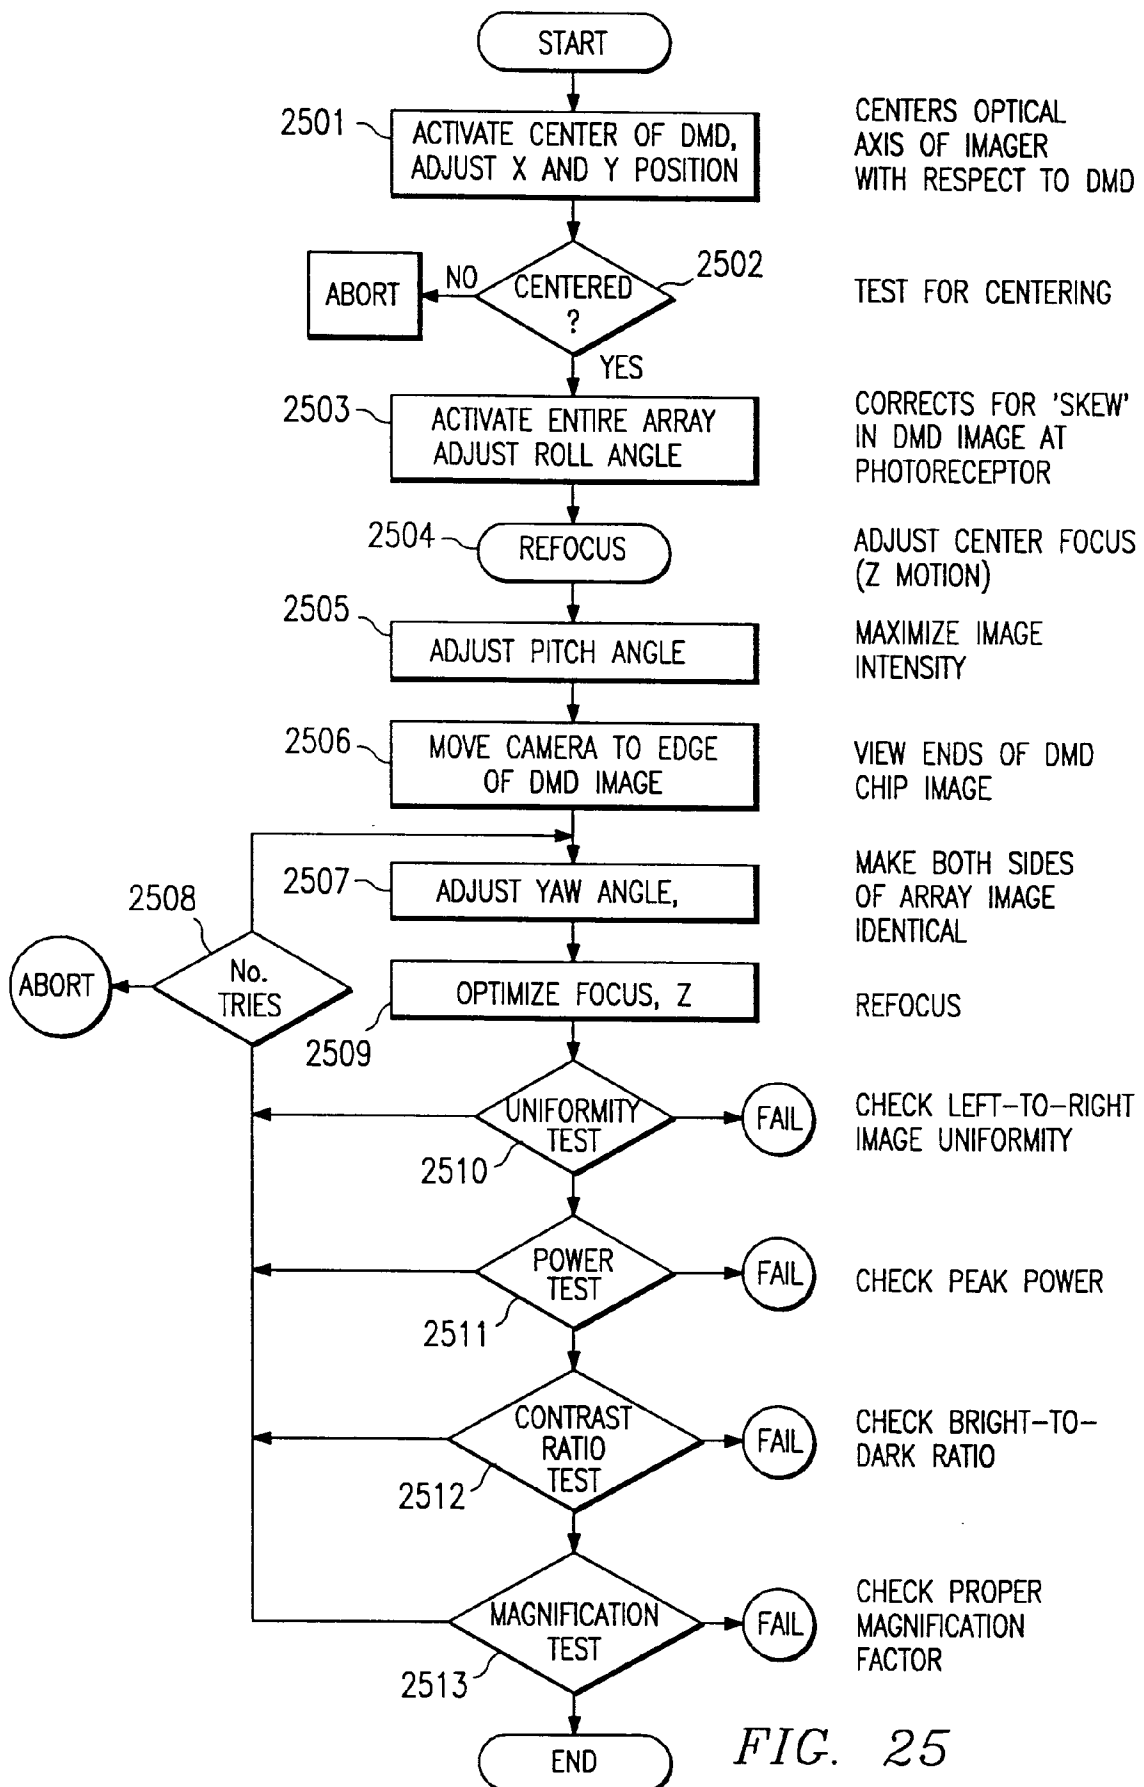 START
2501
ACTIVATE CENTER OF DMD,
ADJUST X AND Y POSITION
CENTERS OPTICAL
AXIS OF IMAGER
WITH RESPECT TO DMD
ABORT
NO
CENTERED
?
2502
TEST FOR CENTERING
YES
2503
ACTIVATE ENTIRE ARRAY
ADJUST ROLL ANGLE
CORRECTS FOR 'SKEW'
IN DMD IMAGE AT
PHOTORECEPTOR
2504
REFOCUS
ADJUST CENTER FOCUS
(Z MOTION)
2505
ADJUST PITCH ANGLE
MAXIMIZE IMAGE
INTENSITY
2506
MOVE CAMERA TO EDGE
OF DMD IMAGE
VIEW ENDS OF DMD
CHIP IMAGE
2507
ADJUST YAW ANGLE,
MAKE BOTH SIDES
OF ARRAY IMAGE
IDENTICAL
2508
ABORT
No.
TRIES
OPTIMIZE FOCUS, Z
2509
REFOCUS
UNIFORMITY
TEST
2510
FAIL
CHECK LEFT-TO-RIGHT
IMAGE UNIFORMITY
POWER
TEST
2511
FAIL
CHECK PEAK POWER
CONTRAST
RATIO
TEST
2512
FAIL
CHECK BRIGHT-TO-
DARK RATIO
MAGNIFICATION
TEST
2513
FAIL
CHECK PROPER
MAGNIFICATION
FACTOR
END
FIG. 25